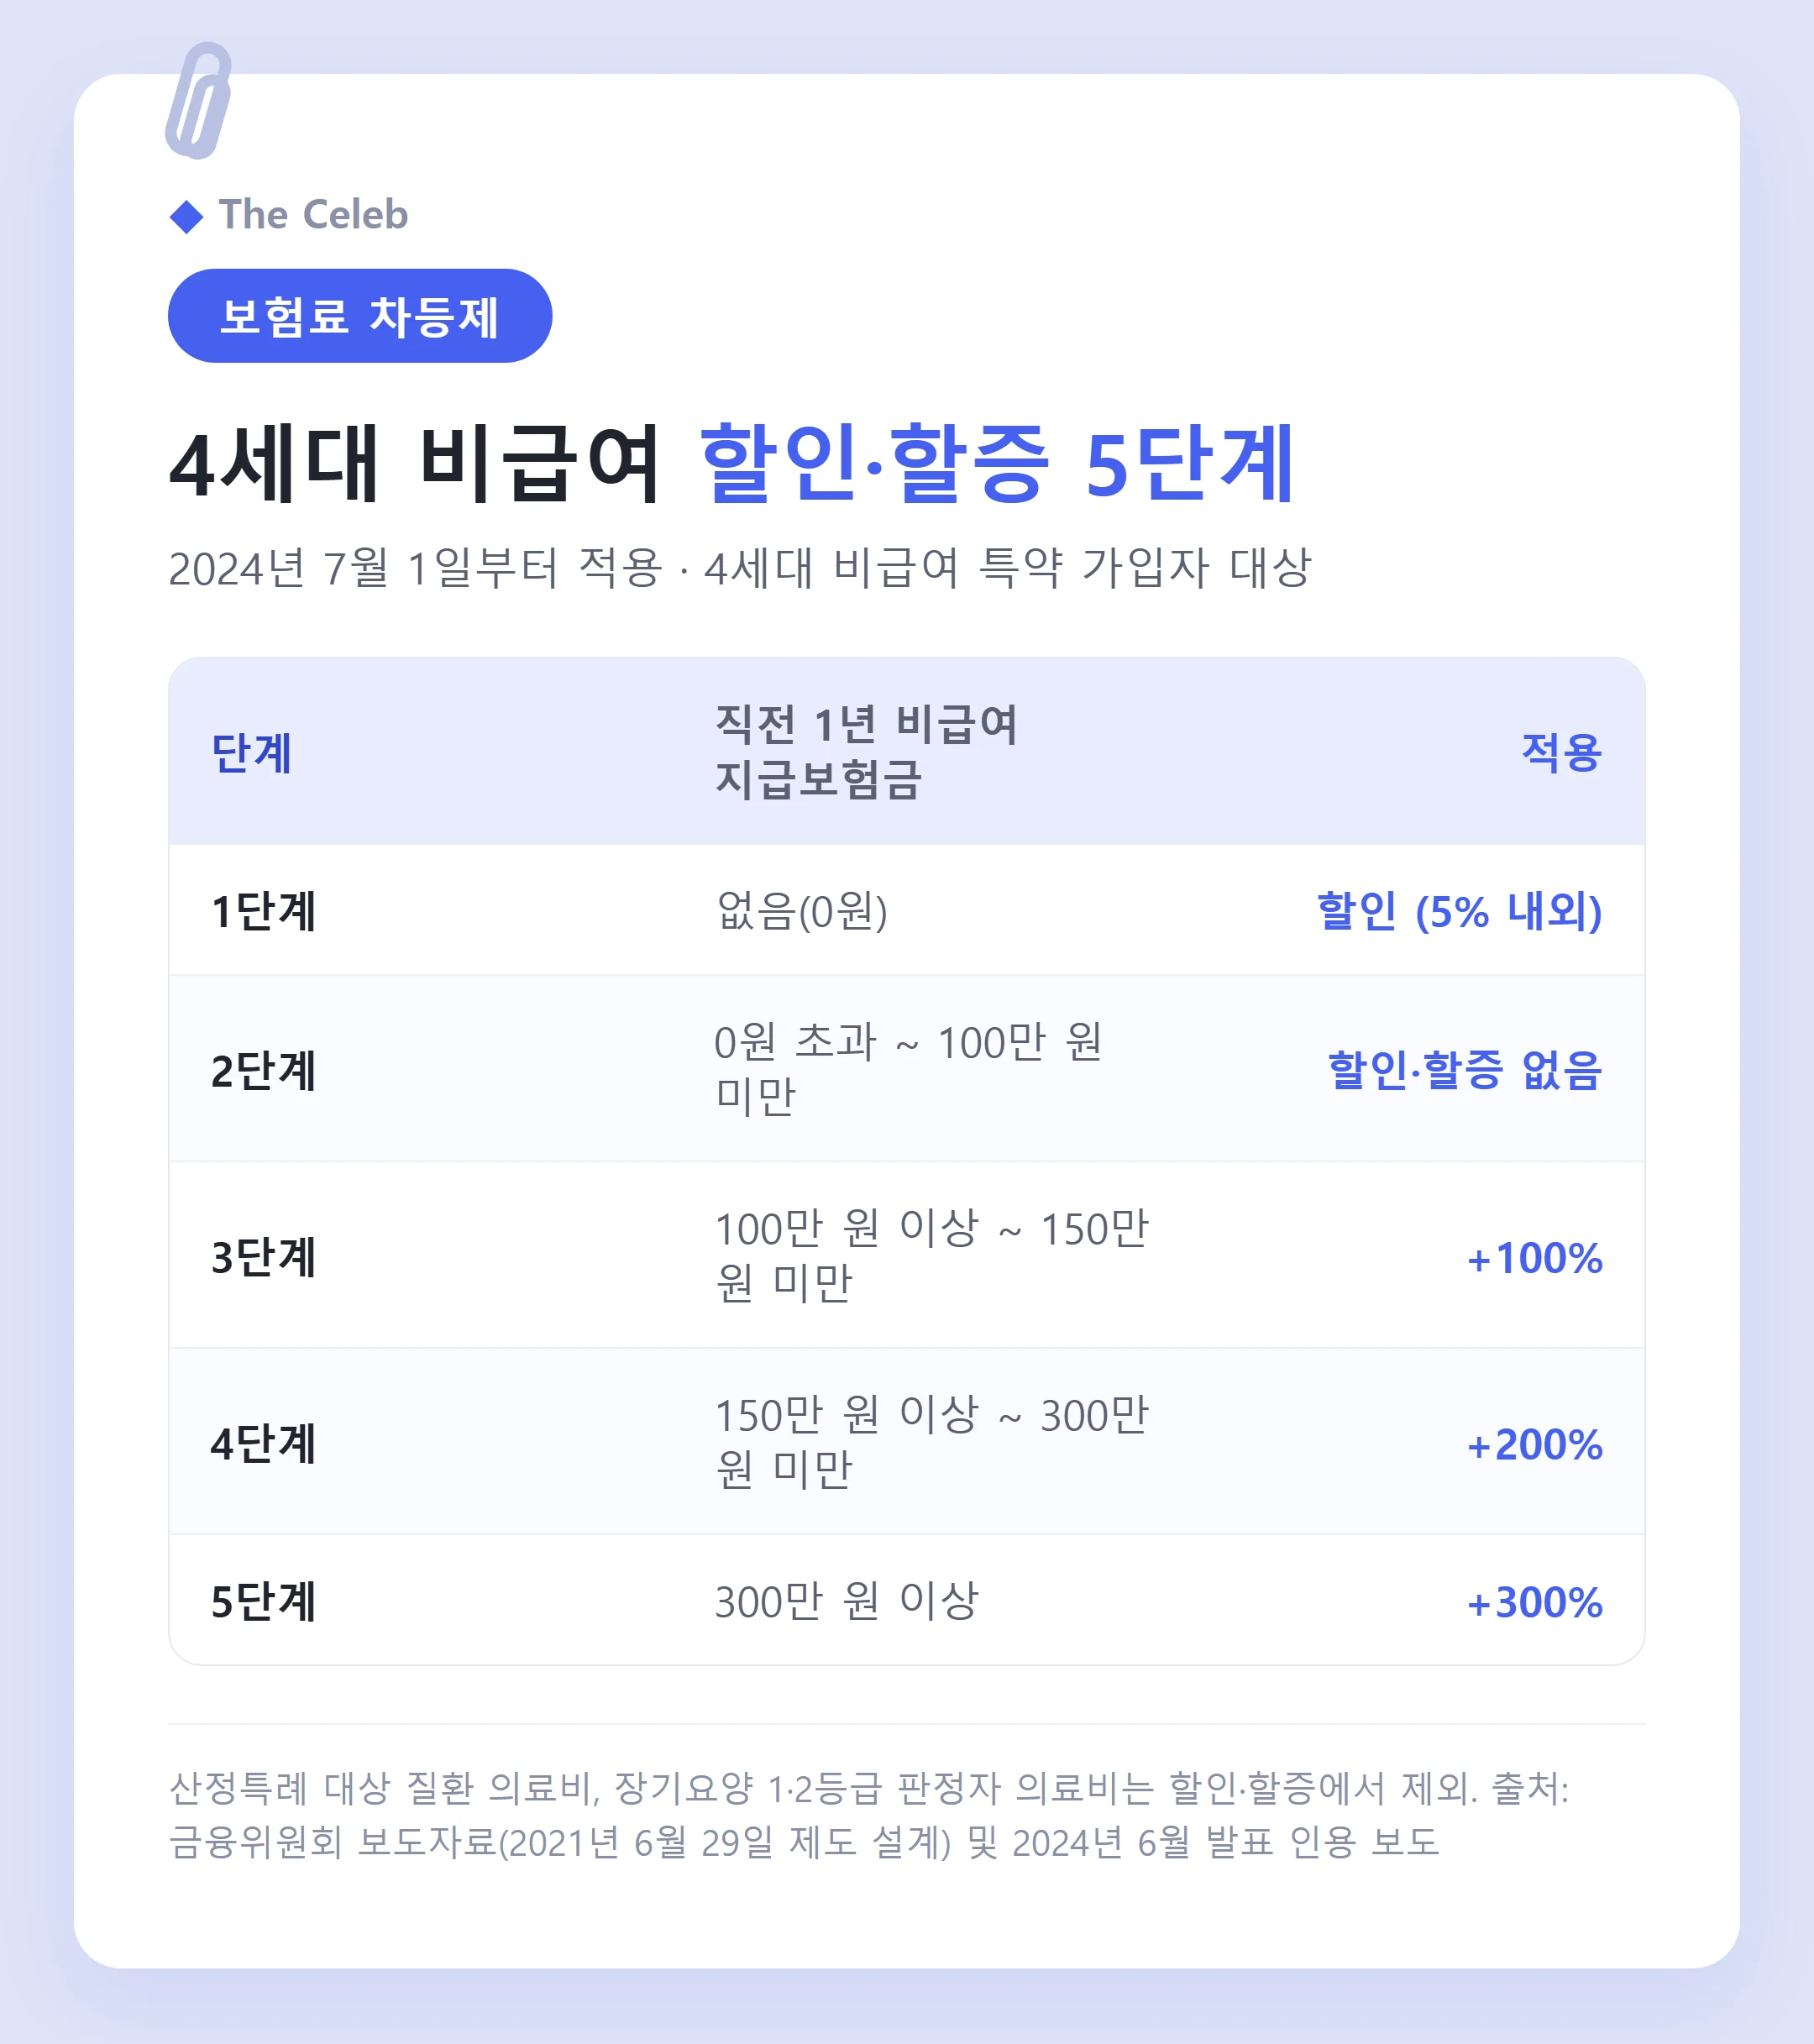 The Celeb
보험료 차등제
4세대 비급여 할인·할증 5단계
2024년 7월 1일부터 적용 · 4세대 비급여 특약 가입자 대상
단계
직전 1년 비급여
지급보험금
적용
1단계
없음(0원)
할인 (5% 내외)
2단계
0원 초과 ~ 100만 원
미만
할인·할증 없음
3단계
100만 원 이상 ~ 150만
원 미만
+100%
4단계
150만 원 이상 ~ 300만
원 미만
+200%
5단계
300만 원 이상
+300%
산정특례 대상 질환 의료비, 장기요양 1·2등급 판정자 의료비는 할인·할증에서 제외. 출처:
금융위원회 보도자료(2021년 6월 29일 제도 설계) 및 2024년 6월 발표 인용 보도